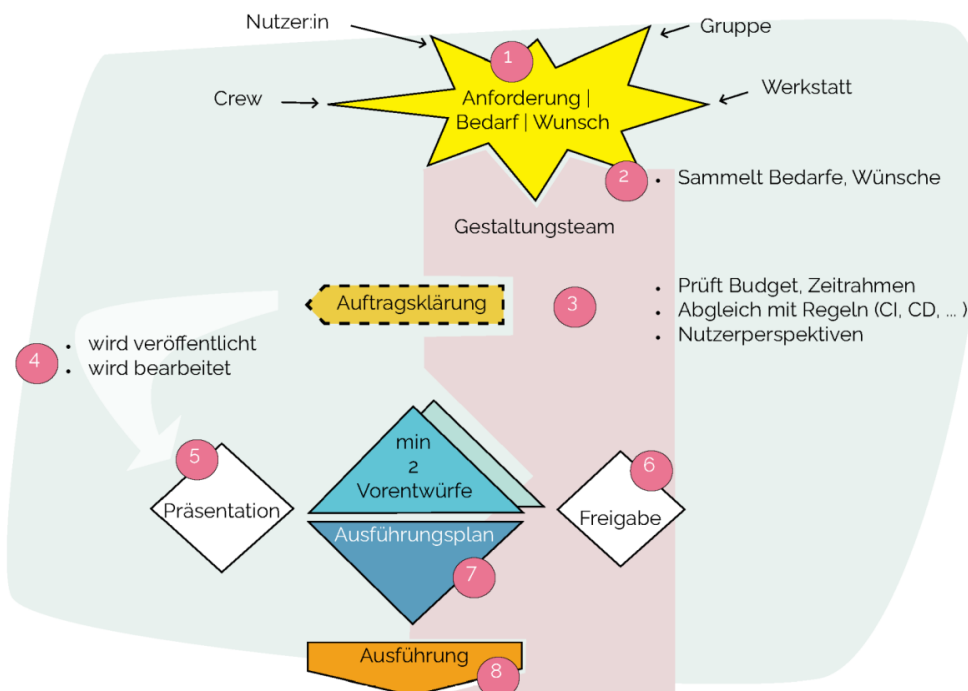 Nutzer:in
Gruppe
1
Crew
Anforderung |
Bedarf | Wunsch
Werkstatt
2
• Sammelt Bedarfe, Wünsche
Gestaltungsteam
Auftragsklärung
3
• Prüft Budget, Zeitrahmen
• Abgleich mit Regeln (CI, CD, ... )
• Nutzerperspektiven
4
• wird veröffentlicht
• wird bearbeitet
5
Präsentation
min
2
Vorentwürfe
6
Freigabe
Ausführungsplan
7
Ausführung
8